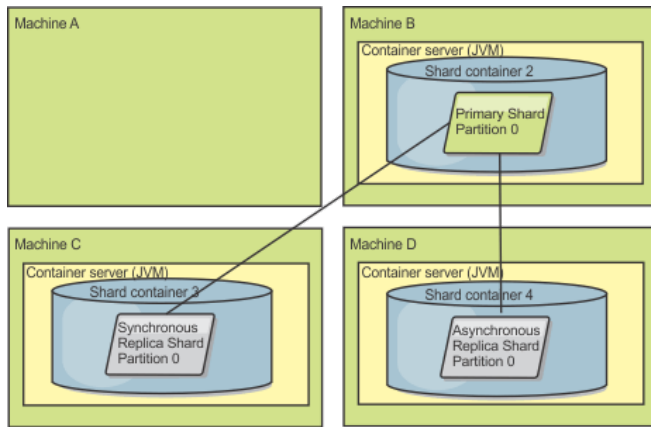 Machine A
Machine B
Container server (JVM)
Shard container 2
Primary Shard
Partition 0
Machine C
Container server (JVM)
Shard container 3
Synchronous
Replica Shard
Partition 0
Machine D
Container server (JVM)
Shard container 4
Asynchronous
Replica Shard
Partition 0